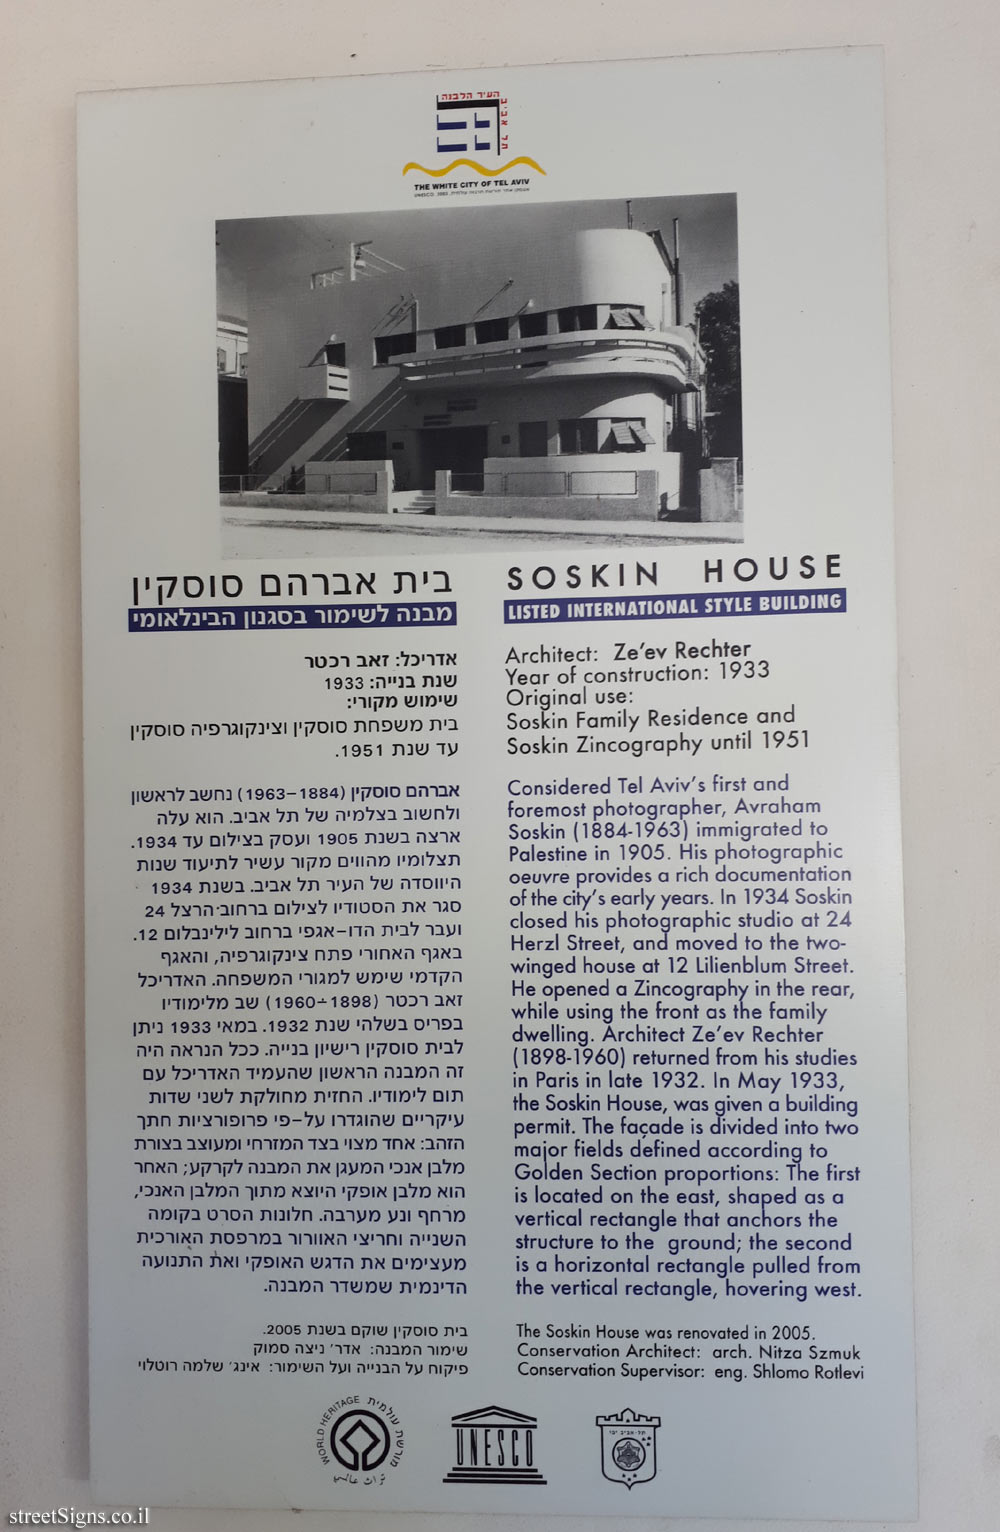 העיר הלבנה
תל אביב
THE WHITE CITY OF TEL AVIV
בית אברהם סוסקין
מבנה לשימור בסגנון הבינלאומי
אדריכל: זאב רכטר
שנת בנייה: 1933
שימוש מקורי:
בית משפחת סוסקין וצינקוגרפיה סוסקין
עד שנת 1951.
אברהם סוסקין (1884-1963) נחשב לראשון
ולחשוב בצלמיה של תל אביב. הוא עלה
ארצה בשנת 1905 ועסק בצילום עד 1934.
תצלומיו מהווים מקור עשיר לתיעוד שנות
היווסדה של העיר תל אביב. בשנת 1934
סגר את הסטודיו לצילום ברחוב הרצל 24
ועבר לבית הדו-אגפי ברחוב לילינבלום 12.
באגף האחורי פתח צינקוגרפיה, והאגף
הקדמי שימש למגורי המשפחה. האדריכל
זאב רכטר (1898-1960) שב מלימודיו
בפריס בשלהי שנת 1932. במאי 1933 ניתן
לבית סוסקין רישיון בנייה. ככל הנראה היה
זה המבנה הראשון שהעמיד האדריכל עם
תום לימודיו. החזית מחולקת לשני שדות
עיקריים שהוגדרו על-פי פרופורציות חתך
הזהב: אחד מצוי בצד המזרחי ומעוצב בצורת
מלבן אנכי המעגן את המבנה לקרקע; האחר
הוא מלבן אופקי היוצא מתוך המלבן האנכי,
מרחף ונע מערבה. חלונות הסרט בקומה
השנייה וחריצי האוורור במרפסת האורכית
מעצימים את הדגש האופקי ואת התנועה
הדינמית שמשדר המבנה.
בית סוסקין שוקם בשנת 2005.
שימור המבנה: אדר' ניצה סמוק
פיקוח על הבנייה ועל השימור: אינג' שלמה רוטלוי
SOSKIN HOUSE
LISTED INTERNATIONAL STYLE BUILDING
Architect: Ze'ev Rechter
Year of construction: 1933
Original use:
Soskin Family Residence and
Soskin Zincography until 1951
Considered Tel Aviv's first and
foremost photographer, Avraham
Soskin (1884-1963) immigrated to
Palestine in 1905. His photographic
oeuvre provides a rich documentation
of the city's early years. In 1934 Soskin
closed his photographic studio at 24
Herzl Street, and moved to the two-
winged house at 12 Lilienblum Street.
He opened a Zincography in the rear,
while using the front as the family
dwelling. Architect Ze'ev Rechter
(1898-1960) returned from his studies
in Paris in late 1932. In May 1933,
the Soskin House, was given a building
permit. The façade is divided into two
major fields defined according to
Golden Section proportions: The first
is located on the east, shaped as a
vertical rectangle that anchors the
structure to the ground; the second
is a horizontal rectangle pulled from
the vertical rectangle, hovering west.
The Soskin House was renovated in 2005.
Conservation Architect: arch. Nitza Szmuk
Conservation Supervisor: eng. Shlomo Rotlevi
WORLD HERITAGE מורשת עולמית
تراث عالمي
UNESCO
תל-אביב יפו
streetSigns.co.il